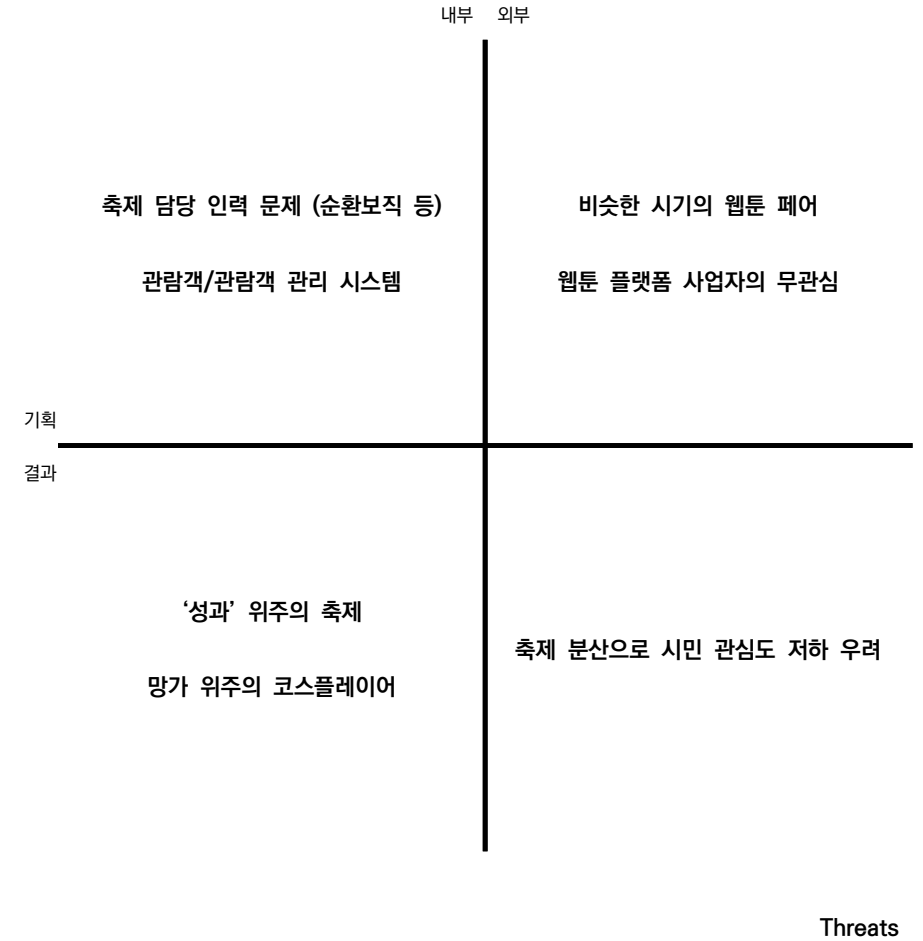 내부 외부
축제 담당 인력 문제 (순환보직 등)
관람객/관람객 관리 시스템
비슷한 시기의 웹툰 페어
웹툰 플랫폼 사업자의 무관심
기획
결과
‘성과’ 위주의 축제
망가 위주의 코스플레이어
축제 분산으로 시민 관심도 저하 우려
Threats